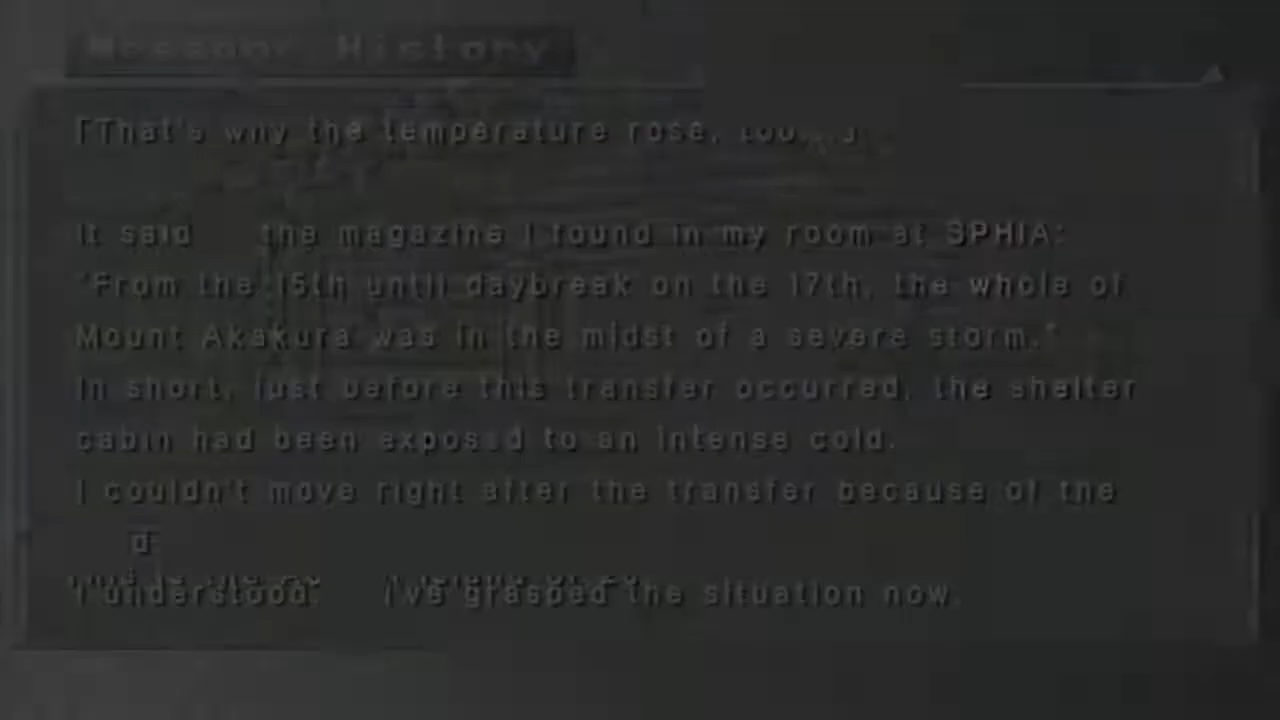 Message History
「That's why the temperature rose, too.」
It said the magazine I found in my room at SPHIA:
"From the 15th until daybreak on the 17th, the whole of
Mount Akakura was in the midst of a severe storm."
In short, just before this transfer occurred, the shelter
cabin had been exposed to an intense cold.
I couldn't move right after the transfer because of the
d
I understood. I've grasped the situation now.